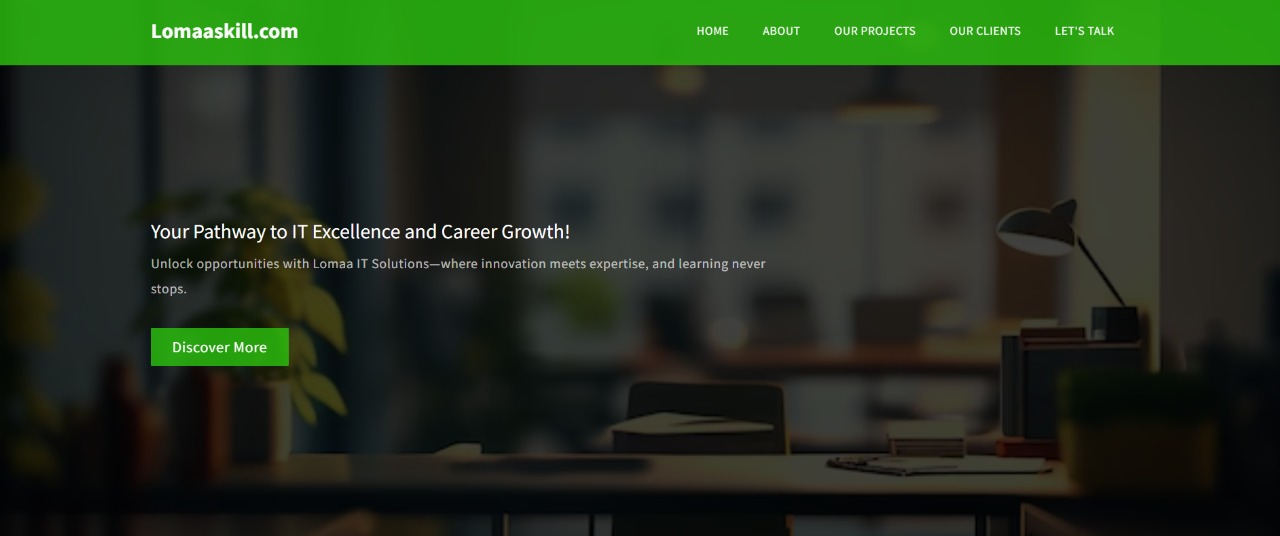 Lomaaskill.com
HOME ABOUT OUR PROJECTS OUR CLIENTS LET'S TALK
Your Pathway to IT Excellence and Career Growth!
Unlock opportunities with Lomaa IT Solutions—where innovation meets expertise, and learning never
stops.
Discover More